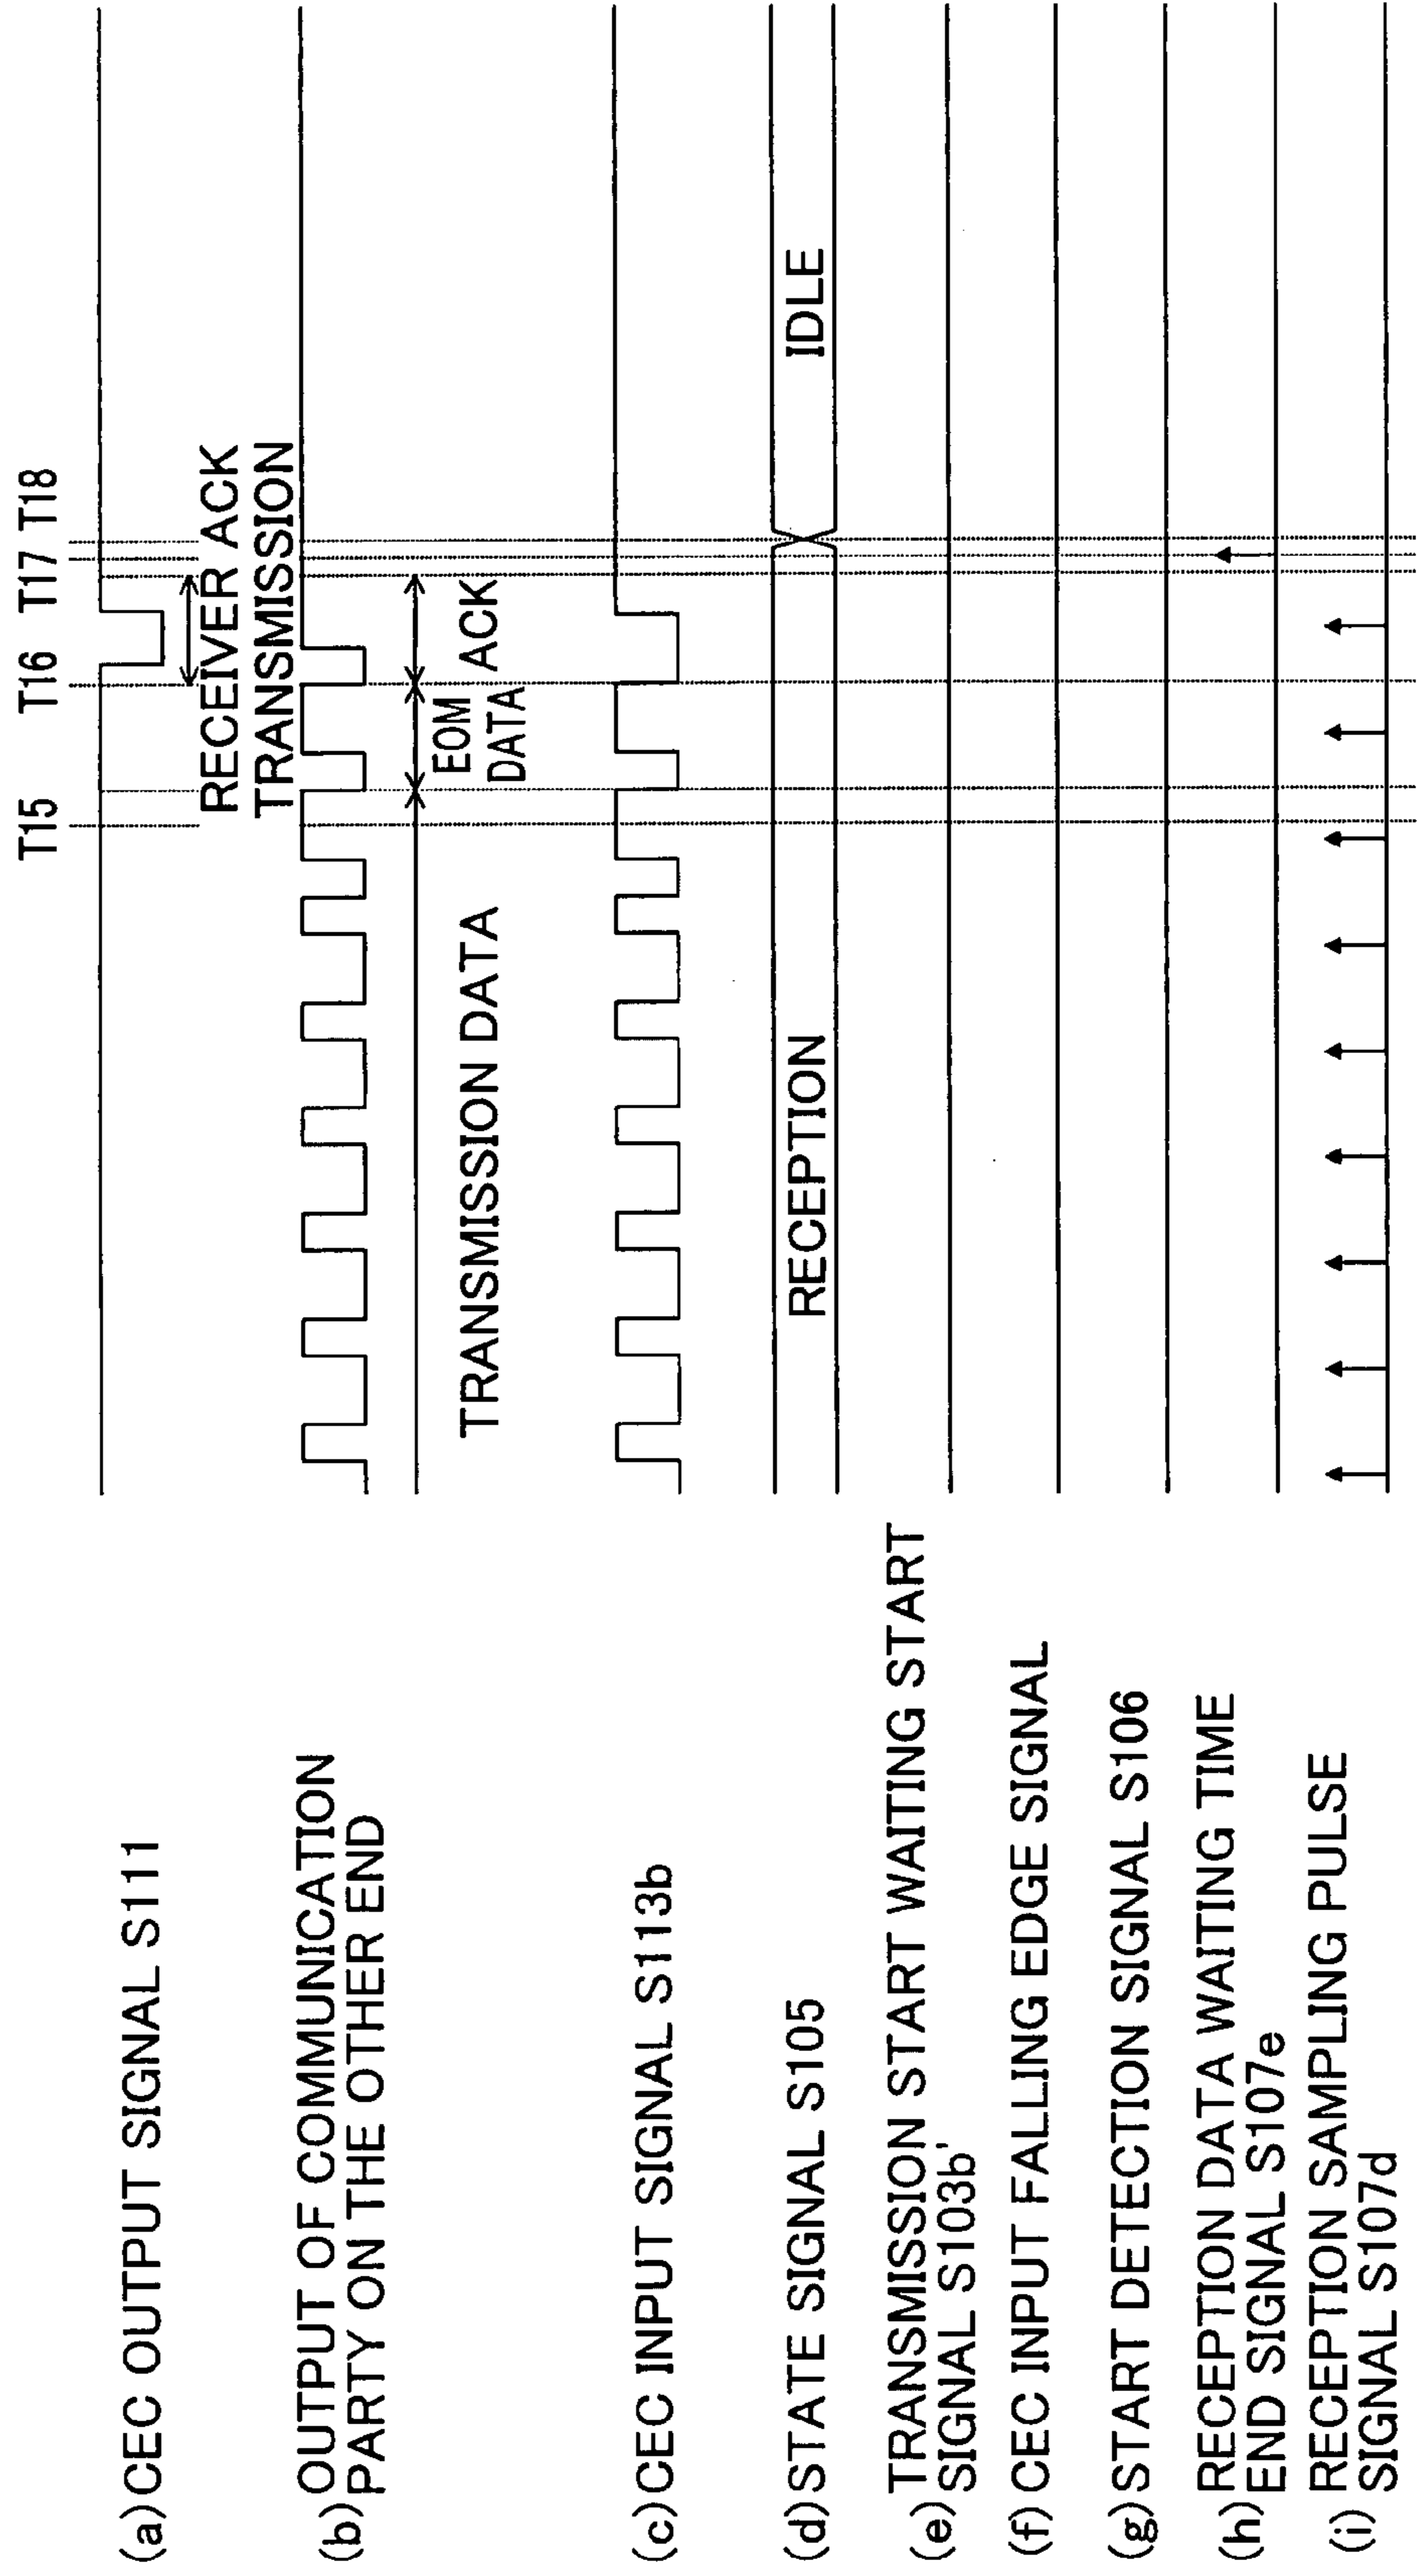 T15 T16 T17 T18
(a) CEC OUTPUT SIGNAL S111
RECEIVER ACK
TRANSMISSION
(b) OUTPUT OF COMMUNICATION
PARTY ON THE OTHER END
TRANSMISSION DATA
EOM
DATA
ACK
(c) CEC INPUT SIGNAL S113b
(d) STATE SIGNAL S105
RECEPTION
IDLE
(e) TRANSMISSION START WAITING START
SIGNAL S103b'
(f) CEC INPUT FALLING EDGE SIGNAL
(g) START DETECTION SIGNAL S106
(h) RECEPTION DATA WAITING TIME
END SIGNAL S107e
(i) RECEPTION SAMPLING PULSE
SIGNAL S107d